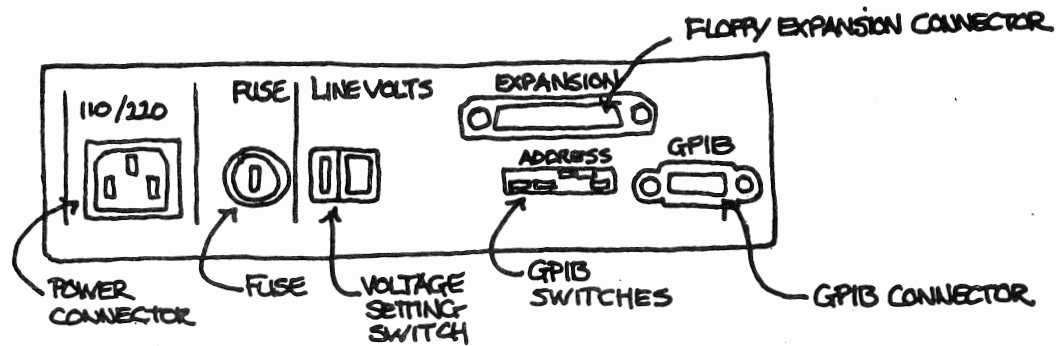 FLOPPY EXPANSION CONNECTOR
110/220
FUSE
LINE VOLTS
EXPANSION
ADDRESS
GPIB
POWER
CONNECTOR
FUSE
VOLTAGE
SETTING
SWITCH
GPIB
SWITCHES
GPIB CONNECTOR